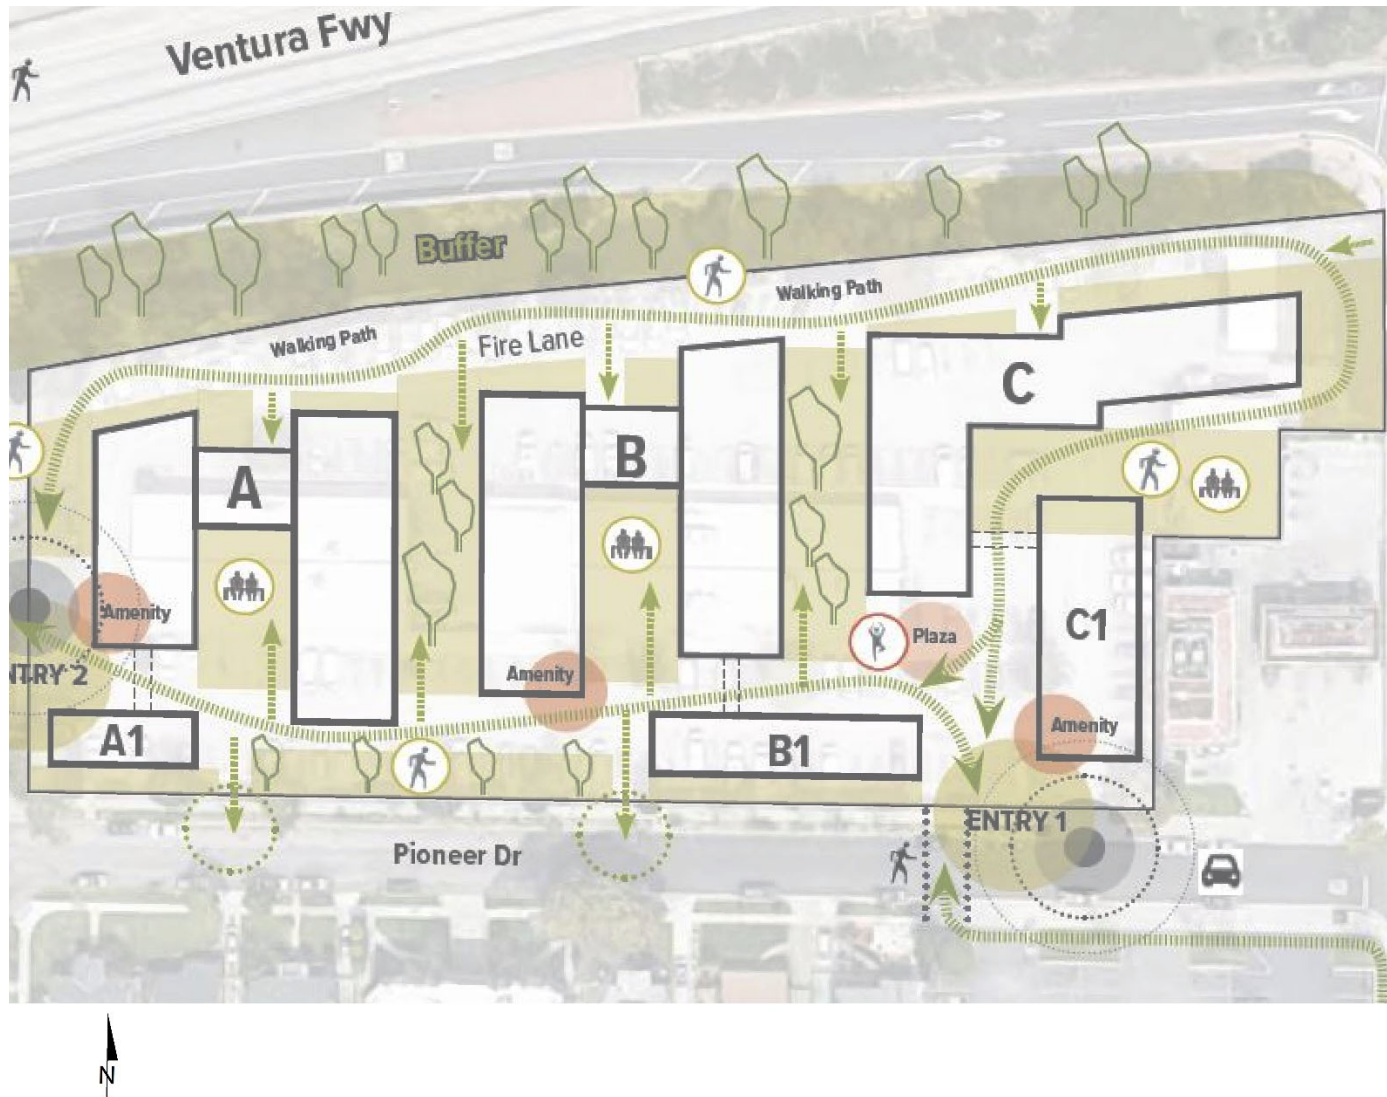 Ventura Fwy
Buffer
Walking Path
Walking Path
Fire Lane
C
B
A
Amenity
C1
Plaza
NTRY 2
Amenity
Amenity
A1
B1
ENTRY 1
Pioneer Dr
N